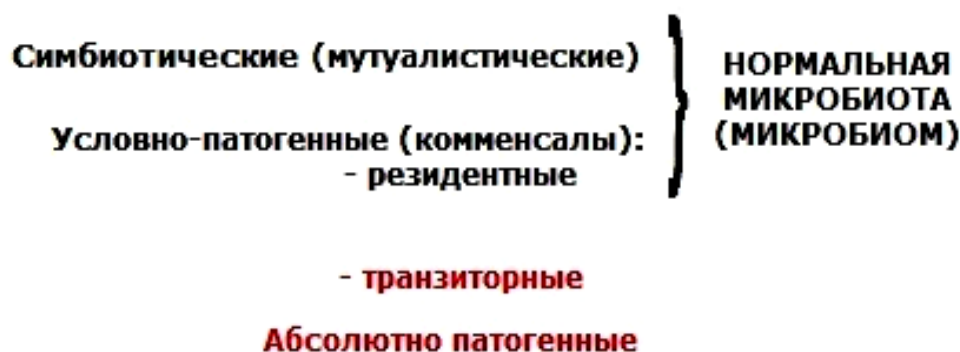 Симбиотические (мутуалистические)
Условно-патогенные (комменсалы):
- резидентные
НОРМАЛЬНАЯ
МИКРОБИОТА
(МИКРОБИОМ)
- транзиторные
Абсолютно патогенные